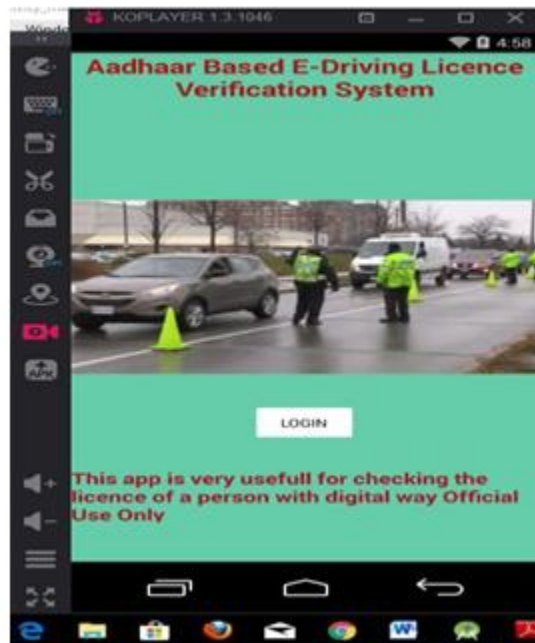 KOPLAYER 1.3.1046
4:58
Aadhaar Based E-Driving Licence
Verification System
APK
LOGIN
This app is very usefull for checking the
licence of a person with digital way Official
Use Only